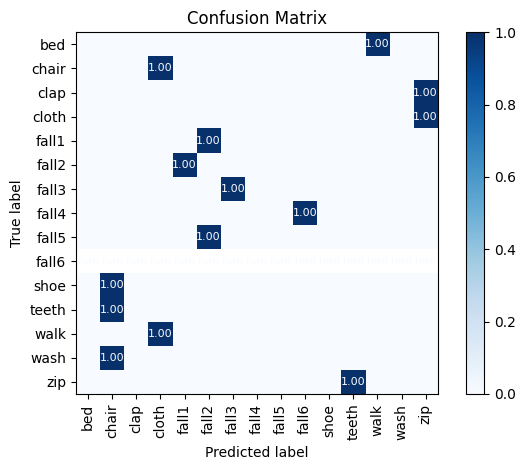 Confusion Matrix
True label
bed 1.00
chair 1.00
clap 1.00
cloth 1.00
fall1 1.00
fall2 1.00
fall3 1.00
fall4 1.00
fall5 1.00
fall6
shoe 1.00
teeth 1.00
walk 1.00
wash 1.00
zip 1.00
bed chair clap cloth fall1 fall2 fall3 fall4 fall5 fall6 shoe teeth walk wash zip
Predicted label
1.0
0.8
0.6
0.4
0.2
0.0